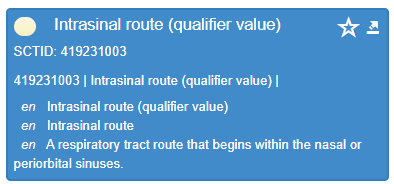 Intrasinal route (qualifier value)
SCTID: 419231003
419231003 | Intrasinal route (qualifier value) |
en Intrasinal route (qualifier value)
en Intrasinal route
en A respiratory tract route that begins within the nasal or
periorbital sinuses.